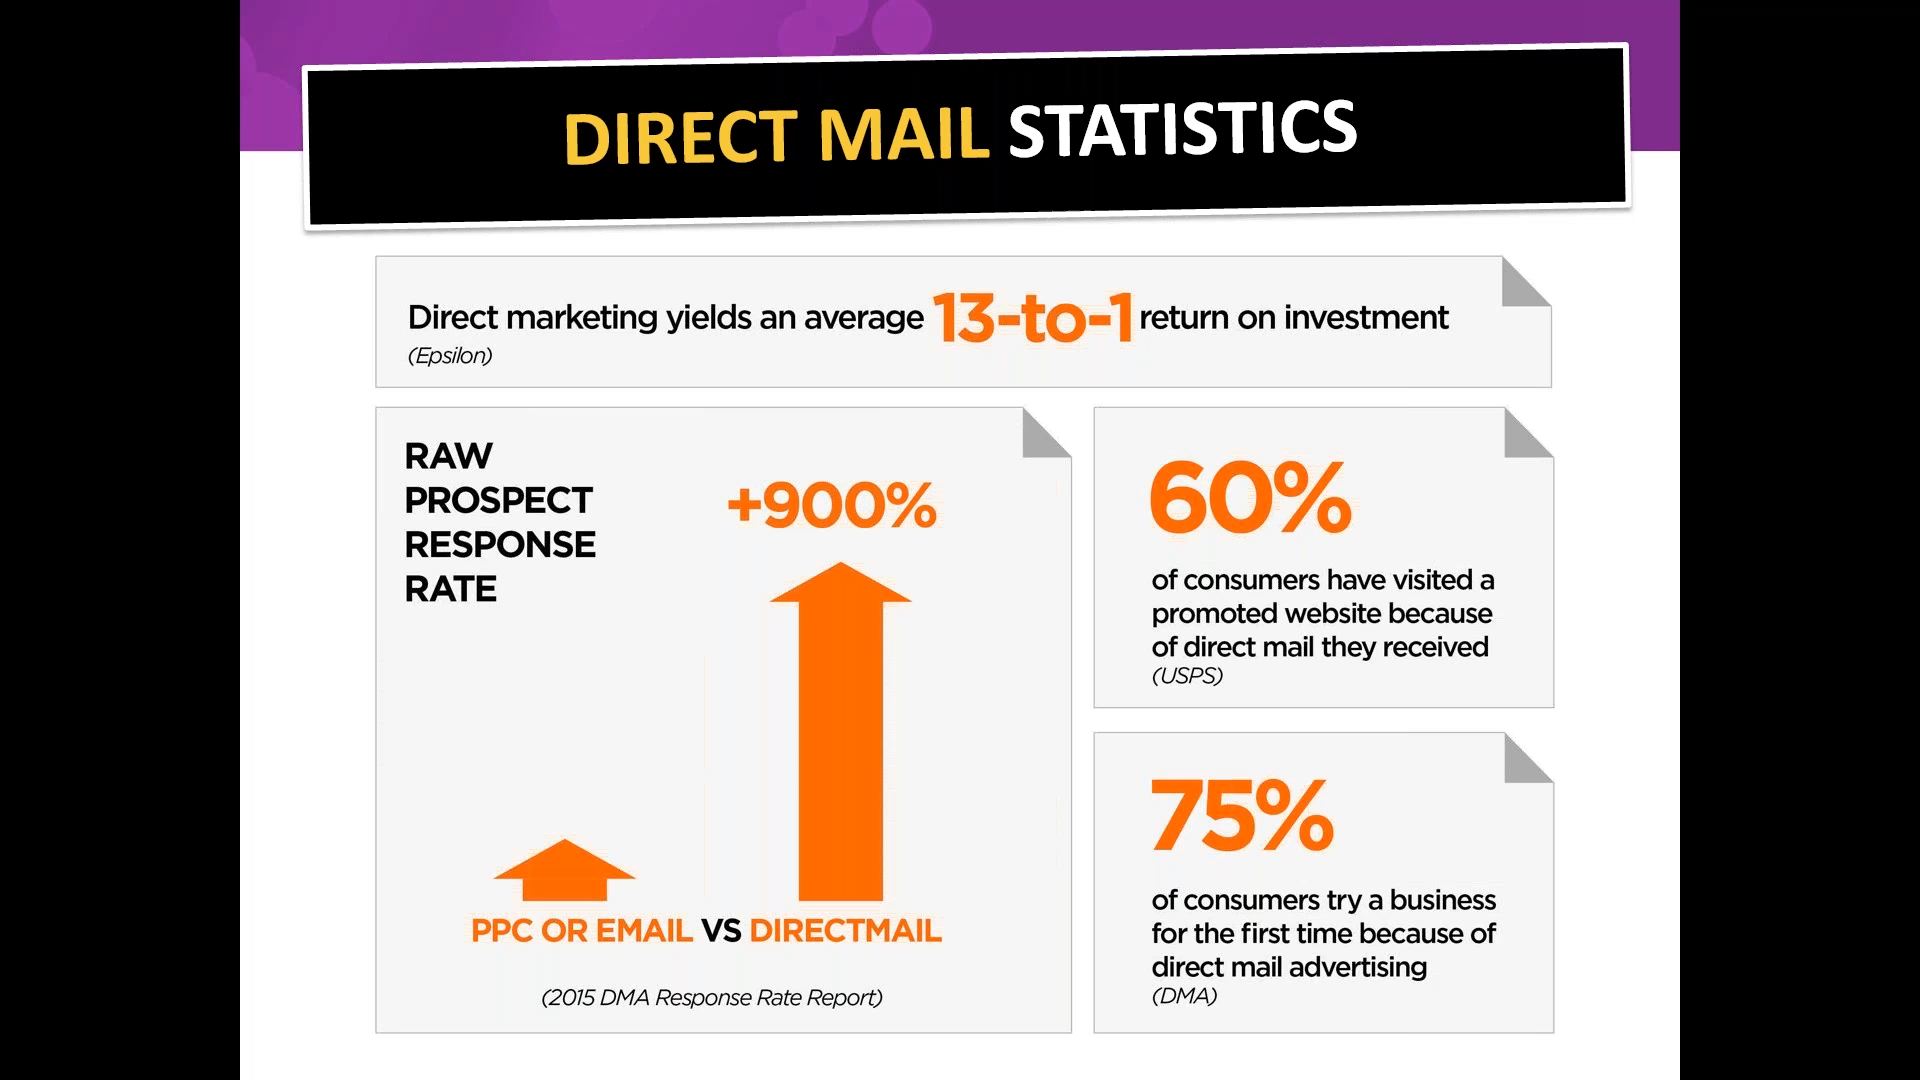 DIRECT MAIL STATISTICS
Direct marketing yields an average 13-to-1 return on investment
(Epsilon)
RAW
PROSPECT
RESPONSE
RATE
+900%
PPC OR EMAIL VS DIRECTMAIL
(2015 DMA Response Rate Report)
60%
of consumers have visited a
promoted website because
of direct mail they received
(USPS)
75%
of consumers try a business
for the first time because of
direct mail advertising
(DMA)